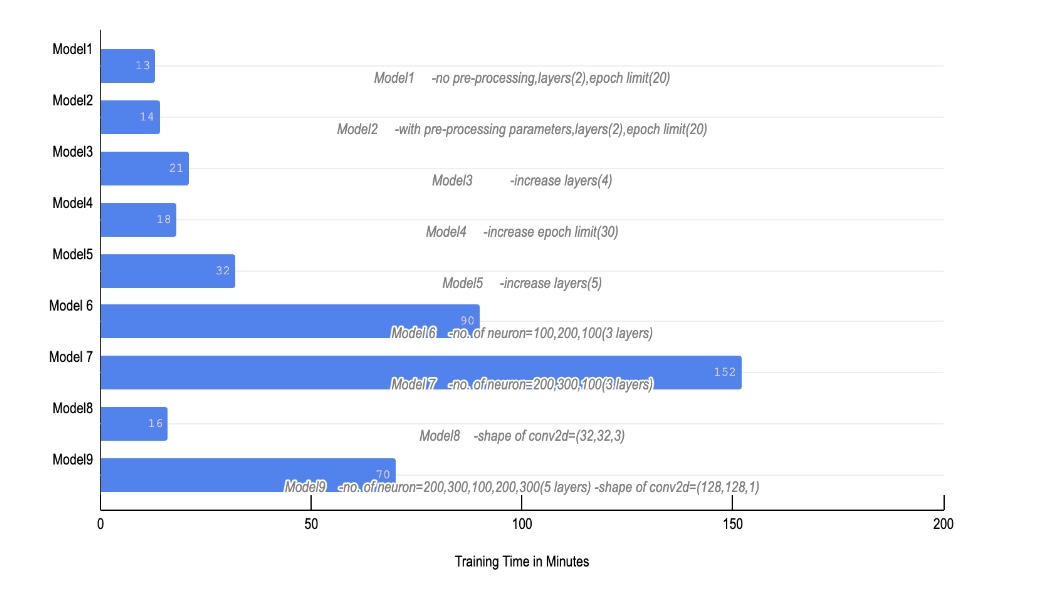 Model1
13
Model1 -no pre-processing,layers(2),epoch limit(20)
Model2
14
Model2 -with pre-processing parameters,layers(2),epoch limit(20)
Model3
21
Model3 -increase layers(4)
Model4
18
Model4 -increase epoch limit(30)
Model5
32
Model5 -increase layers(5)
Model 6
90
Model 6 -no. of neuron=100,200,100(3 layers)
Model 7
152
Model 7 -no. of neuron=200,300,100(3 layers)
Model8
16
Model8 -shape of conv2d=(32,32,3)
Model9
70
Model9 -no. of neuron=200,300,100,200,300(5 layers) -shape of conv2d=(128,128,1)
0 50 100 150 200
Training Time in Minutes